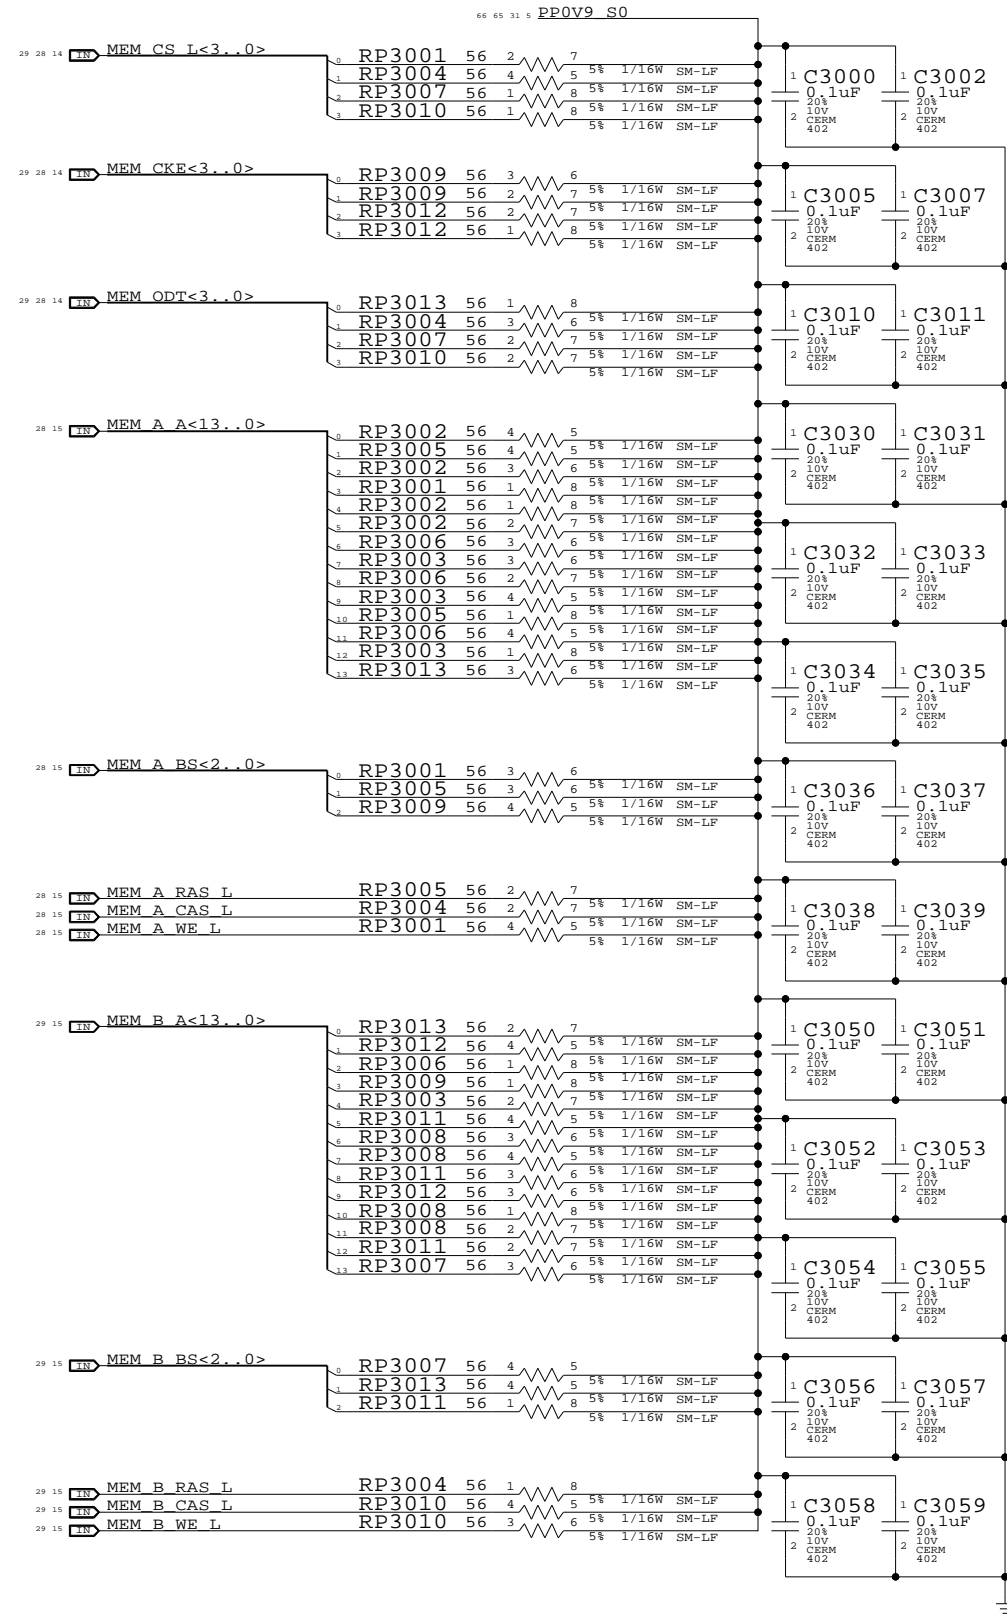 66 65 31 5 PP0V9_S0
29 28 14 IN MEM_CS_L<3..0>
0 RP3001 56 2 7 5% 1/16W SM-LF
1 RP3004 56 4 5 5% 1/16W SM-LF
2 RP3007 56 1 8 5% 1/16W SM-LF
3 RP3010 56 1 8 5% 1/16W SM-LF
1 C3000 1 C3002
0.1uF 0.1uF
20% 20%
10V 10V
2 CERM 2 CERM
402 402
29 28 14 IN MEM_CKE<3..0>
0 RP3009 56 3 6 5% 1/16W SM-LF
1 RP3009 56 2 7 5% 1/16W SM-LF
2 RP3012 56 2 7 5% 1/16W SM-LF
3 RP3012 56 1 8 5% 1/16W SM-LF
1 C3005 1 C3007
0.1uF 0.1uF
20% 20%
10V 10V
2 CERM 2 CERM
402 402
29 28 14 IN MEM_ODT<3..0>
0 RP3013 56 1 8 5% 1/16W SM-LF
1 RP3004 56 3 6 5% 1/16W SM-LF
2 RP3007 56 2 7 5% 1/16W SM-LF
3 RP3010 56 2 7 5% 1/16W SM-LF
1 C3010 1 C3011
0.1uF 0.1uF
20% 20%
10V 10V
2 CERM 2 CERM
402 402
28 15 IN MEM_A_A<13..0>
0 RP3002 56 4 5 5% 1/16W SM-LF
1 RP3005 56 4 5 5% 1/16W SM-LF
2 RP3002 56 3 6 5% 1/16W SM-LF
3 RP3001 56 1 8 5% 1/16W SM-LF
4 RP3002 56 1 8 5% 1/16W SM-LF
5 RP3002 56 2 7 5% 1/16W SM-LF
6 RP3006 56 3 6 5% 1/16W SM-LF
7 RP3003 56 3 6 5% 1/16W SM-LF
8 RP3006 56 2 7 5% 1/16W SM-LF
9 RP3003 56 4 5 5% 1/16W SM-LF
10 RP3005 56 1 8 5% 1/16W SM-LF
11 RP3006 56 4 5 5% 1/16W SM-LF
12 RP3003 56 1 8 5% 1/16W SM-LF
13 RP3013 56 3 6 5% 1/16W SM-LF
1 C3030 1 C3031
0.1uF 0.1uF
20% 20%
10V 10V
2 CERM 2 CERM
402 402
1 C3032 1 C3033
0.1uF 0.1uF
20% 20%
10V 10V
2 CERM 2 CERM
402 402
1 C3034 1 C3035
0.1uF 0.1uF
20% 20%
10V 10V
2 CERM 2 CERM
402 402
28 15 IN MEM_A_BS<2..0>
0 RP3001 56 3 6 5% 1/16W SM-LF
1 RP3005 56 3 6 5% 1/16W SM-LF
2 RP3009 56 4 5 5% 1/16W SM-LF
1 C3036 1 C3037
0.1uF 0.1uF
20% 20%
10V 10V
2 CERM 2 CERM
402 402
28 15 IN MEM_A_RAS_L RP3005 56 2 7 5% 1/16W SM-LF
28 15 IN MEM_A_CAS_L RP3004 56 2 7 5% 1/16W SM-LF
28 15 IN MEM_A_WE_L RP3001 56 4 5 5% 1/16W SM-LF
1 C3038 1 C3039
0.1uF 0.1uF
20% 20%
10V 10V
2 CERM 2 CERM
402 402
29 15 IN MEM_B_A<13..0>
0 RP3013 56 2 7 5% 1/16W SM-LF
1 RP3012 56 4 5 5% 1/16W SM-LF
2 RP3006 56 1 8 5% 1/16W SM-LF
3 RP3009 56 1 8 5% 1/16W SM-LF
4 RP3003 56 2 7 5% 1/16W SM-LF
5 RP3011 56 4 5 5% 1/16W SM-LF
6 RP3008 56 3 6 5% 1/16W SM-LF
7 RP3008 56 4 5 5% 1/16W SM-LF
8 RP3011 56 3 6 5% 1/16W SM-LF
9 RP3012 56 3 6 5% 1/16W SM-LF
10 RP3008 56 1 8 5% 1/16W SM-LF
11 RP3008 56 2 7 5% 1/16W SM-LF
12 RP3011 56 2 7 5% 1/16W SM-LF
13 RP3007 56 3 6 5% 1/16W SM-LF
1 C3050 1 C3051
0.1uF 0.1uF
20% 20%
10V 10V
2 CERM 2 CERM
402 402
1 C3052 1 C3053
0.1uF 0.1uF
20% 20%
10V 10V
2 CERM 2 CERM
402 402
1 C3054 1 C3055
0.1uF 0.1uF
20% 20%
10V 10V
2 CERM 2 CERM
402 402
29 15 IN MEM_B_BS<2..0>
0 RP3007 56 4 5 5% 1/16W SM-LF
1 RP3013 56 4 5 5% 1/16W SM-LF
2 RP3011 56 1 8 5% 1/16W SM-LF
1 C3056 1 C3057
0.1uF 0.1uF
20% 20%
10V 10V
2 CERM 2 CERM
402 402
29 15 IN MEM_B_RAS_L RP3004 56 1 8 5% 1/16W SM-LF
29 15 IN MEM_B_CAS_L RP3010 56 4 5 5% 1/16W SM-LF
29 15 IN MEM_B_WE_L RP3010 56 3 6 5% 1/16W SM-LF
1 C3058 1 C3059
0.1uF 0.1uF
20% 20%
10V 10V
2 CERM 2 CERM
402 402